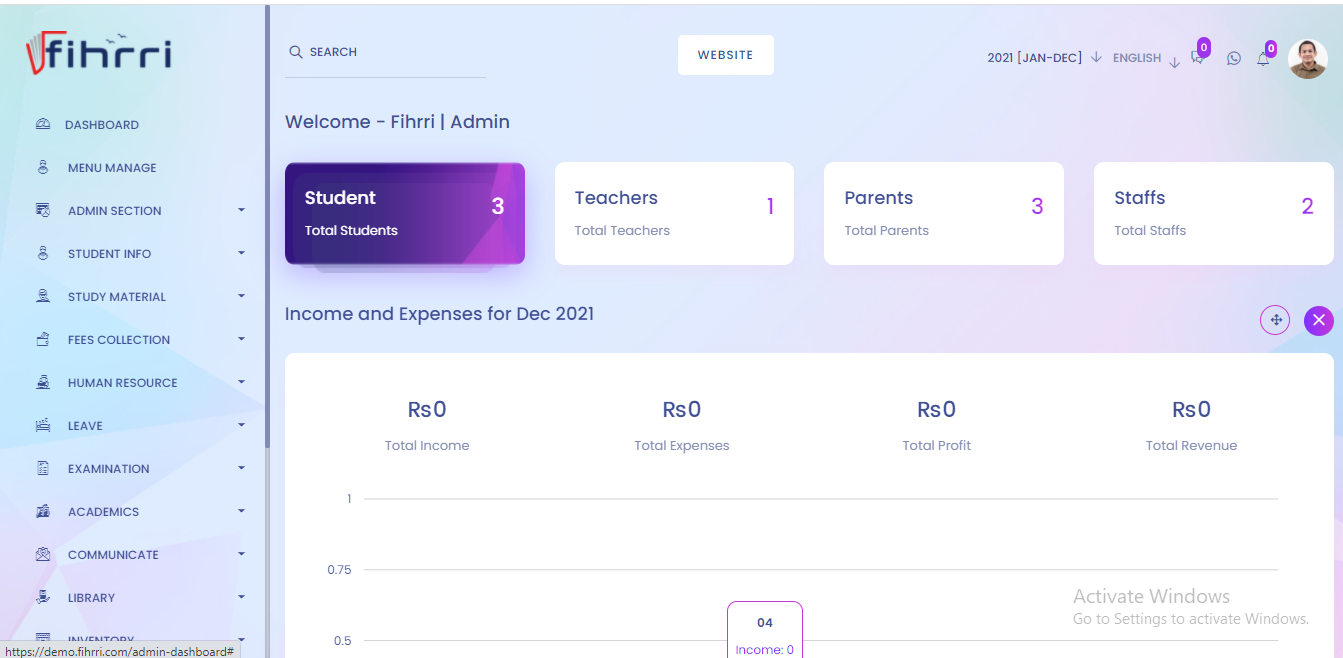 fihrri
SEARCH
WEBSITE
2021 [JAN-DEC]
ENGLISH
0
0
DASHBOARD
MENU MANAGE
ADMIN SECTION
STUDENT INFO
STUDY MATERIAL
FEES COLLECTION
HUMAN RESOURCE
LEAVE
EXAMINATION
ACADEMICS
COMMUNICATE
LIBRARY
INVENTORY
https://demo.fihrri.com/admin-dashboard#
Welcome - Fihrri | Admin
Student
3
Total Students
Teachers
1
Total Teachers
Parents
3
Total Parents
Staffs
2
Total Staffs
Income and Expenses for Dec 2021
Rs0
Total Income
Rs0
Total Expenses
Rs0
Total Profit
Rs0
Total Revenue
1
0.75
0.5
04
Income: 0
Activate Windows
Go to Settings to activate Windows.